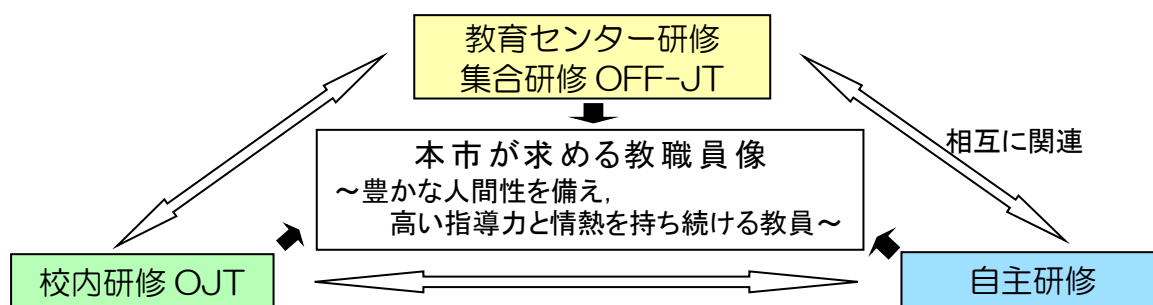 教育センター研修
集合研修 OFF-JT
相互に関連
本市が求める教職員像
～豊かな人間性を備え,
高い指導力と情熱を持ち続ける教員～
校内研修 OJT
自主研修